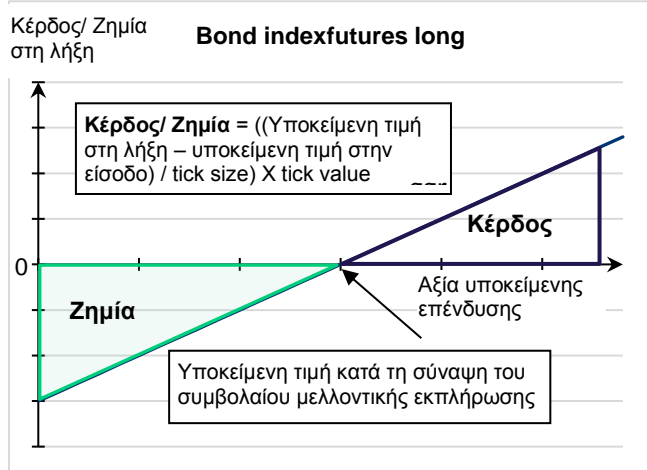 Κέρδος/ Ζημία
στη λήξη
Bond indexfutures long
Κέρδος/ Ζημία = ((Υποκείμενη τιμή
στη λήξη – υποκείμενη τιμή στην
είσοδο) / tick size) X tick value
Κέρδος
0
Αξία υποκείμενης
επένδυσης
Ζημία
Υποκείμενη τιμή κατά τη σύναψη του
συμβολαίου μελλοντικής εκπλήρωσης